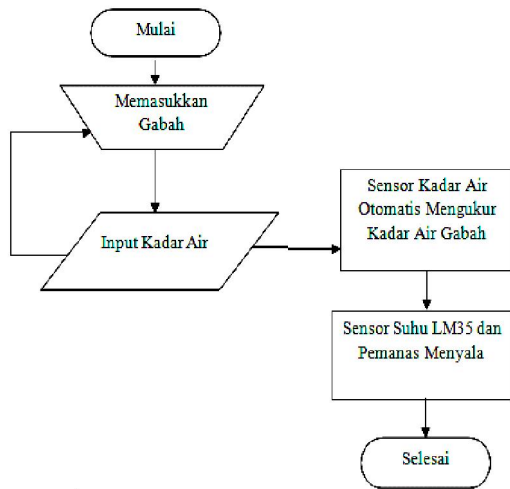 Mulai
Memasukkan
Gabah
Input Kadar Air
Sensor Kadar Air
Otomatis Mengukur
Kadar Air Gabah
Sensor Suhu LM35 dan
Pemanas Menyala
Selesai